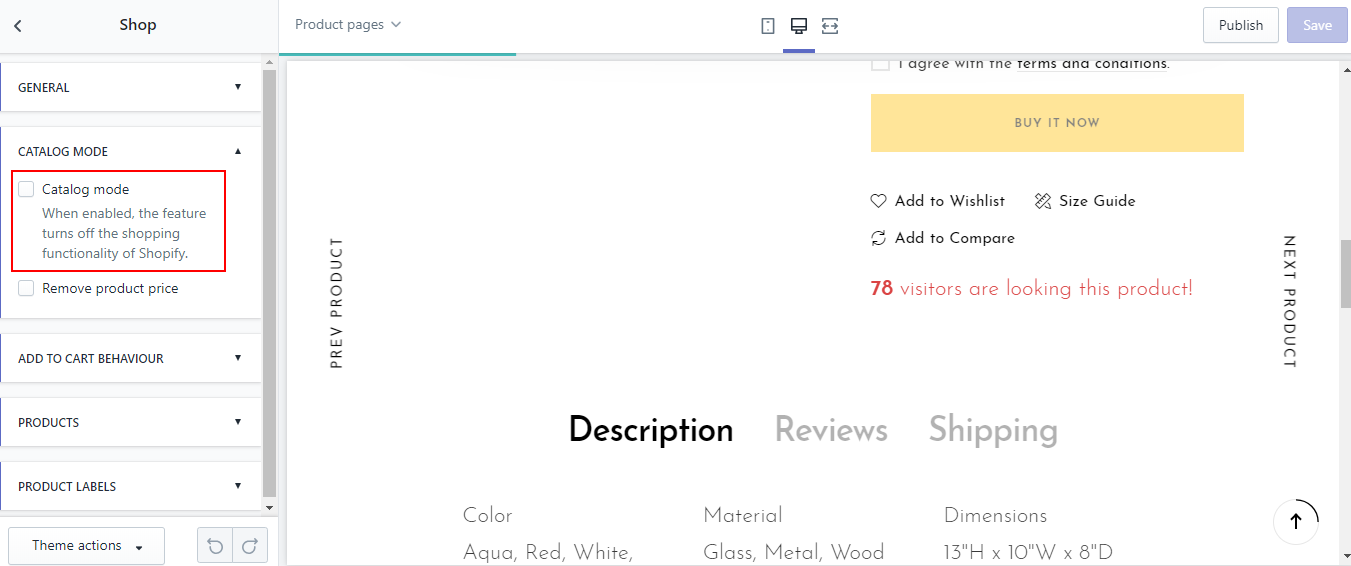 Shop
Product pages
Publish
Save
GENERAL
CATALOG MODE
Catalog mode
When enabled, the feature
turns off the shopping
functionality of Shopify.
Remove product price
ADD TO CART BEHAVIOUR
PRODUCTS
PRODUCT LABELS
Theme actions
I agree with the terms and conditions.
BUY IT NOW
Add to Wishlist
Size Guide
Add to Compare
78 visitors are looking this product!
PREV PRODUCT
NEXT PRODUCT
Description Reviews Shipping
Color Material Dimensions
Aqua, Red, White, Glass, Metal, Wood 13"H x 10"W x 8"D